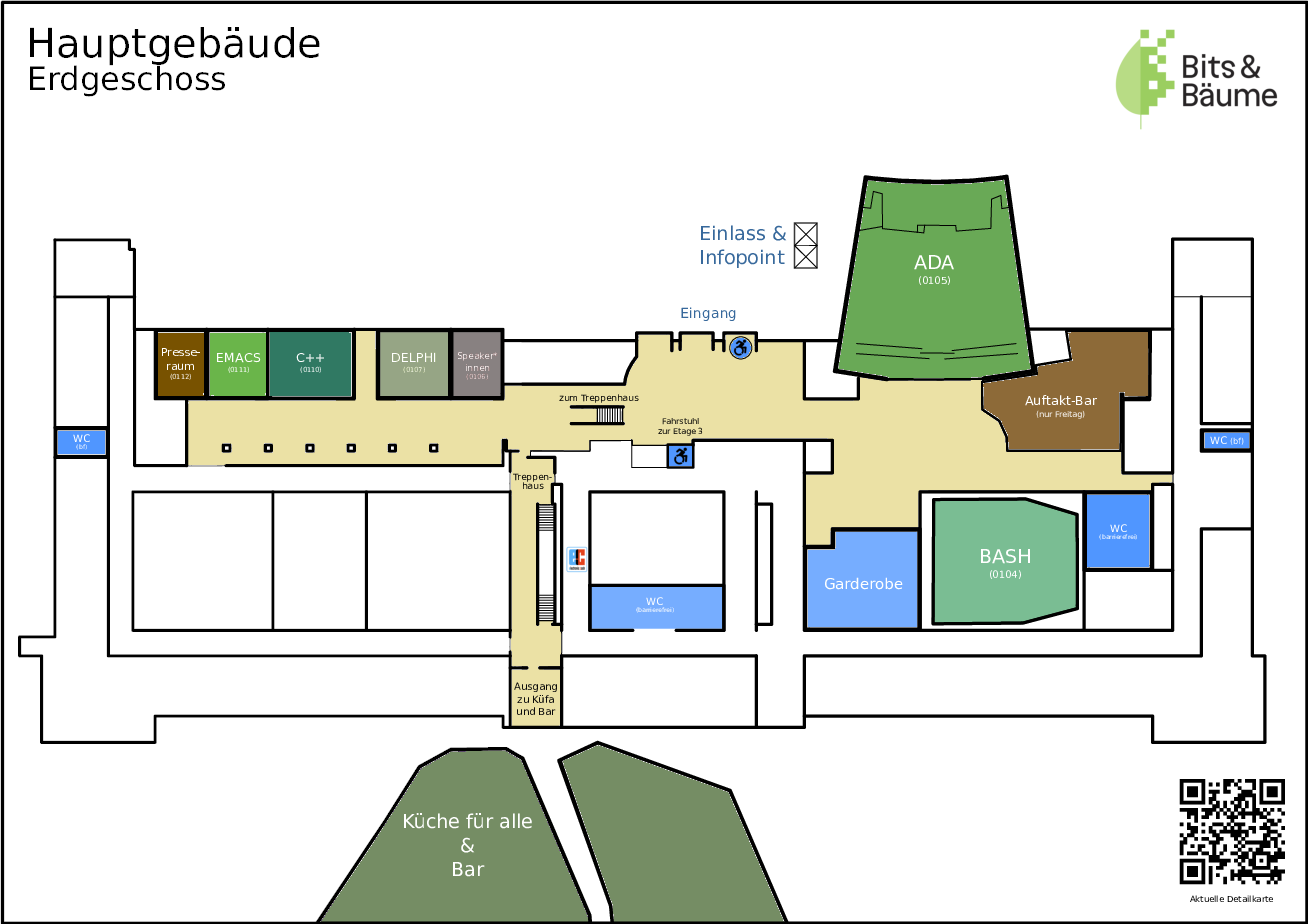 Hauptgebäude
Erdgeschoss
Bits &
Bäume
Einlass &
Infopoint
ADA
(0105)
Eingang
Presse-
raum
(0112)
EMACS
(0111)
C++
(0110)
DELPHI
(0107)
Speaker*
innen
(0106)
zum Treppenhaus
Fahrstuhl
zur Etage 3
Auftakt-Bar
(nur Freitag)
WC
(bf)
WC (bf)
Treppen-
haus
WC
(barrierefrei)
BASH
(0104)
Garderobe
WC
(barrierefrei)
Ausgang
zu Küfa
und Bar
Küche für alle
&
Bar
Aktuelle Detailkarte